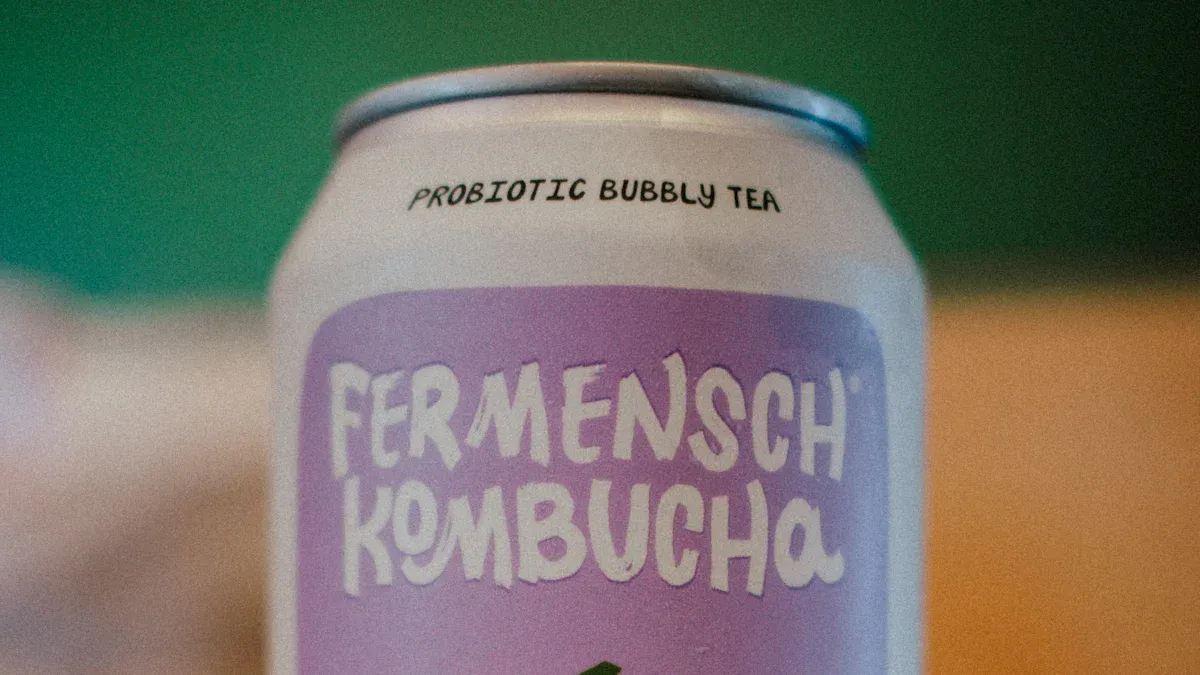 PROBIOTIC BUBBLY TEA
FERMENSCH
KOMBUCHa